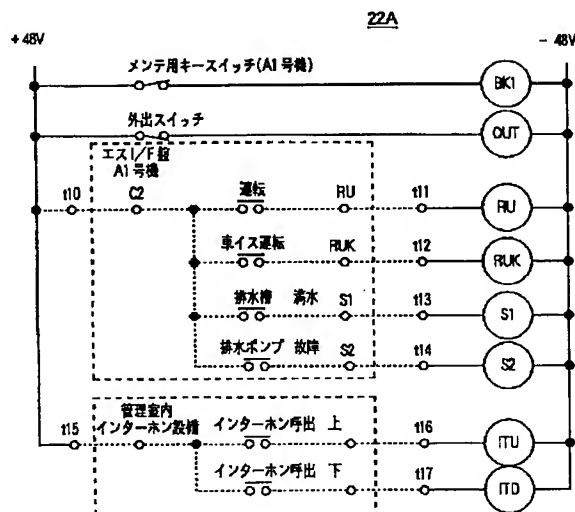 22A
+48V
- 48V
メンテ用キースイッチ(A1号機)
BK1
外出スイッチ
OUT
エスI/F盤
A1号機
t10
C2
運転
RU
t11
RU
車イス運転
RUK
t12
RUK
排水槽 満水
S1
t13
S1
排水ポンプ 故障
S2
t14
S2
管理室内
インターホン設備
t15
インターホン呼出 上
t16
ITU
インターホン呼出 下
t17
ITD